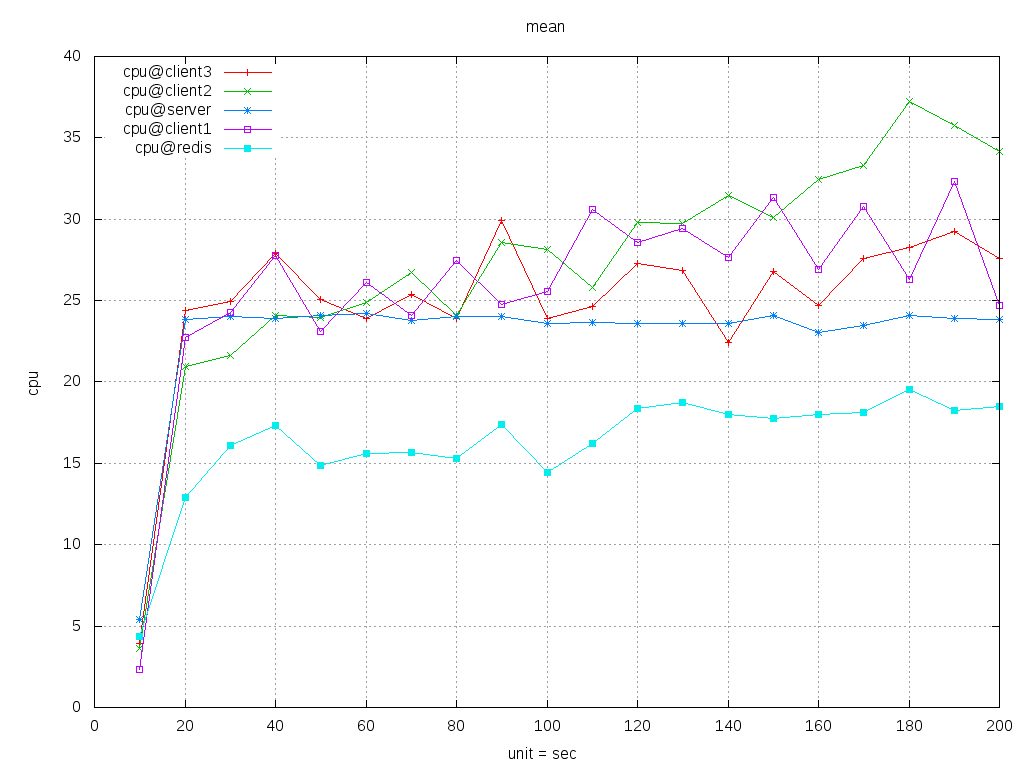 mean
40
35
30
25
20
15
10
5
0
cpu
cpu@client3
cpu@client2
cpu@server
cpu@client1
cpu@redis
0 20 40 60 80 100 120 140 160 180 200
unit = sec